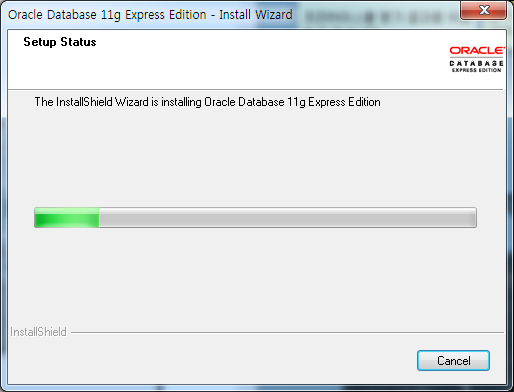 Oracle Database 11g Express Edition - Install Wizard
Setup Status
ORACLE
DATABASE
EXPRESS EDITION
The InstallShield Wizard is installing Oracle Database 11g Express Edition
InstallShield
Cancel